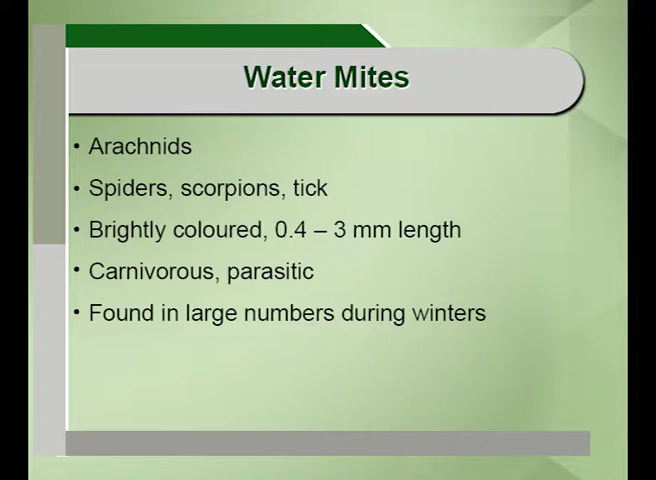 Water Mites
• Arachnids
• Spiders, scorpions, tick
• Brightly coloured, 0.4 – 3 mm length
• Carnivorous, parasitic
• Found in large numbers during winters